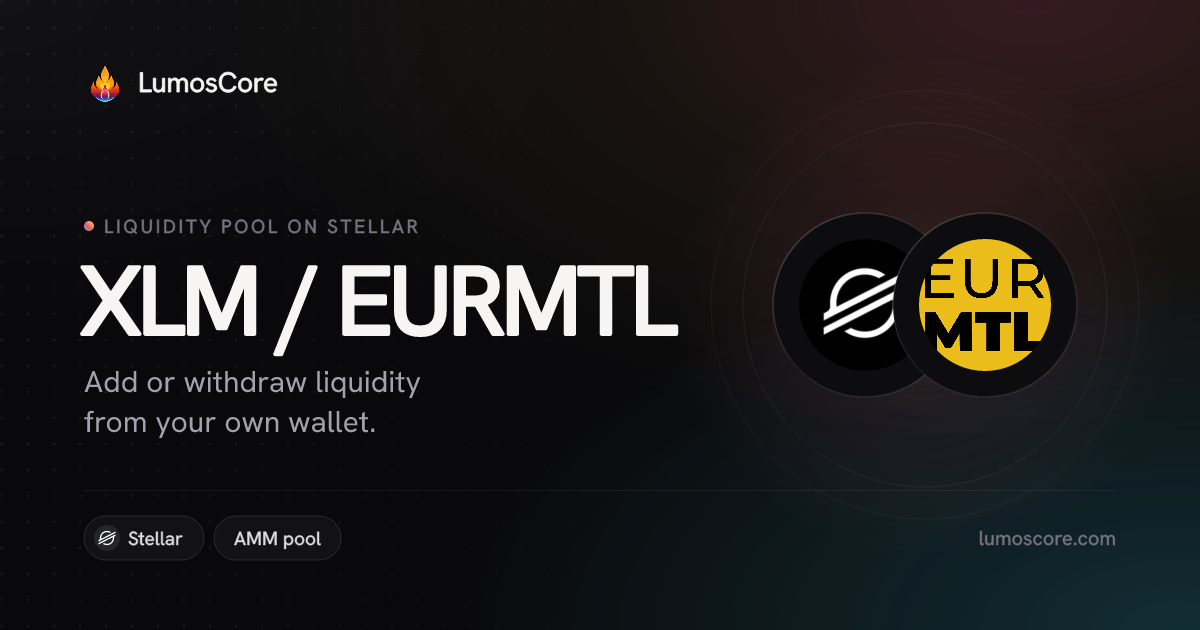 LumosCore
LIQUIDITY POOL ON STELLAR
XLM / EURMTL
Add or withdraw liquidity
from your own wallet.
EUR
MTL
Stellar
AMM pool
lumoscore.com